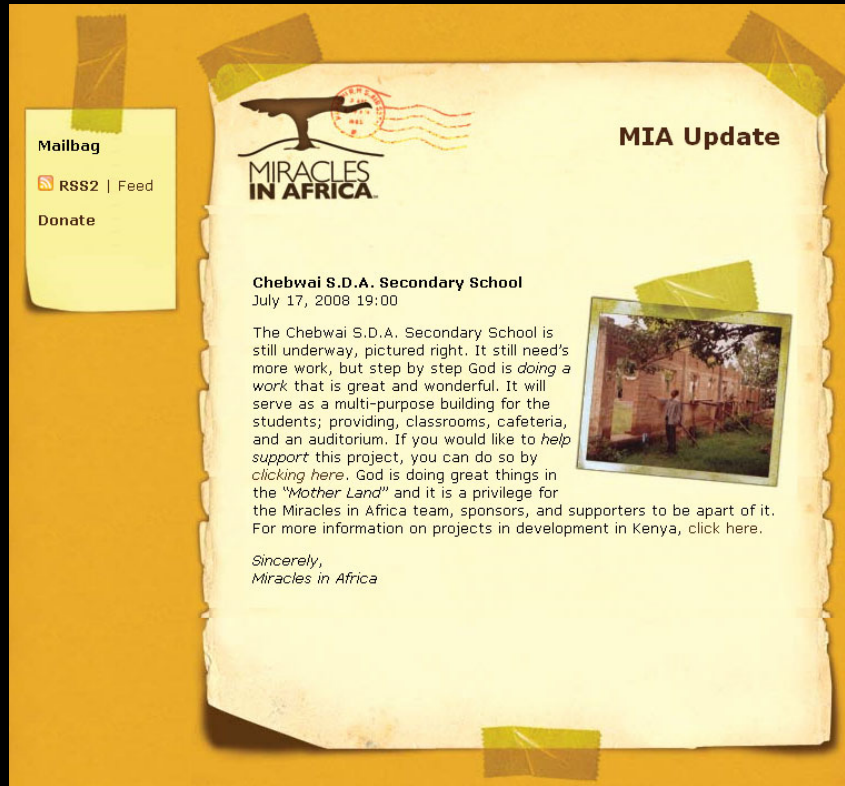 Mailbag
RSS2 | Feed
Donate
MIRACLES
IN AFRICA
MIA Update
Chebwai S.D.A. Secondary School
July 17, 2008 19:00
The Chebwai S.D.A. Secondary School is
still underway, pictured right. It still need's
more work, but step by step God is doing a
work that is great and wonderful. It will
serve as a multi-purpose building for the
students; providing, classrooms, cafeteria,
and an auditorium. If you would like to help
support this project, you can do so by
clicking here. God is doing great things in
the "Mother Land" and it is a privilege for
the Miracles in Africa team, sponsors, and supporters to be apart of it.
For more information on projects in development in Kenya, click here.
Sincerely,
Miracles in Africa